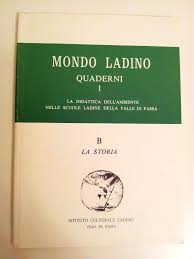 MONDO LADINO
QUADERNI
I
LA DIDATTICA DELL'AMBIENTE
NELLE SCUOLE LADINE DELLA VALLE DI FASSA
B
LA STORIA
ISTITUTO CULTURALE LADINO
VIGO DI FASSA